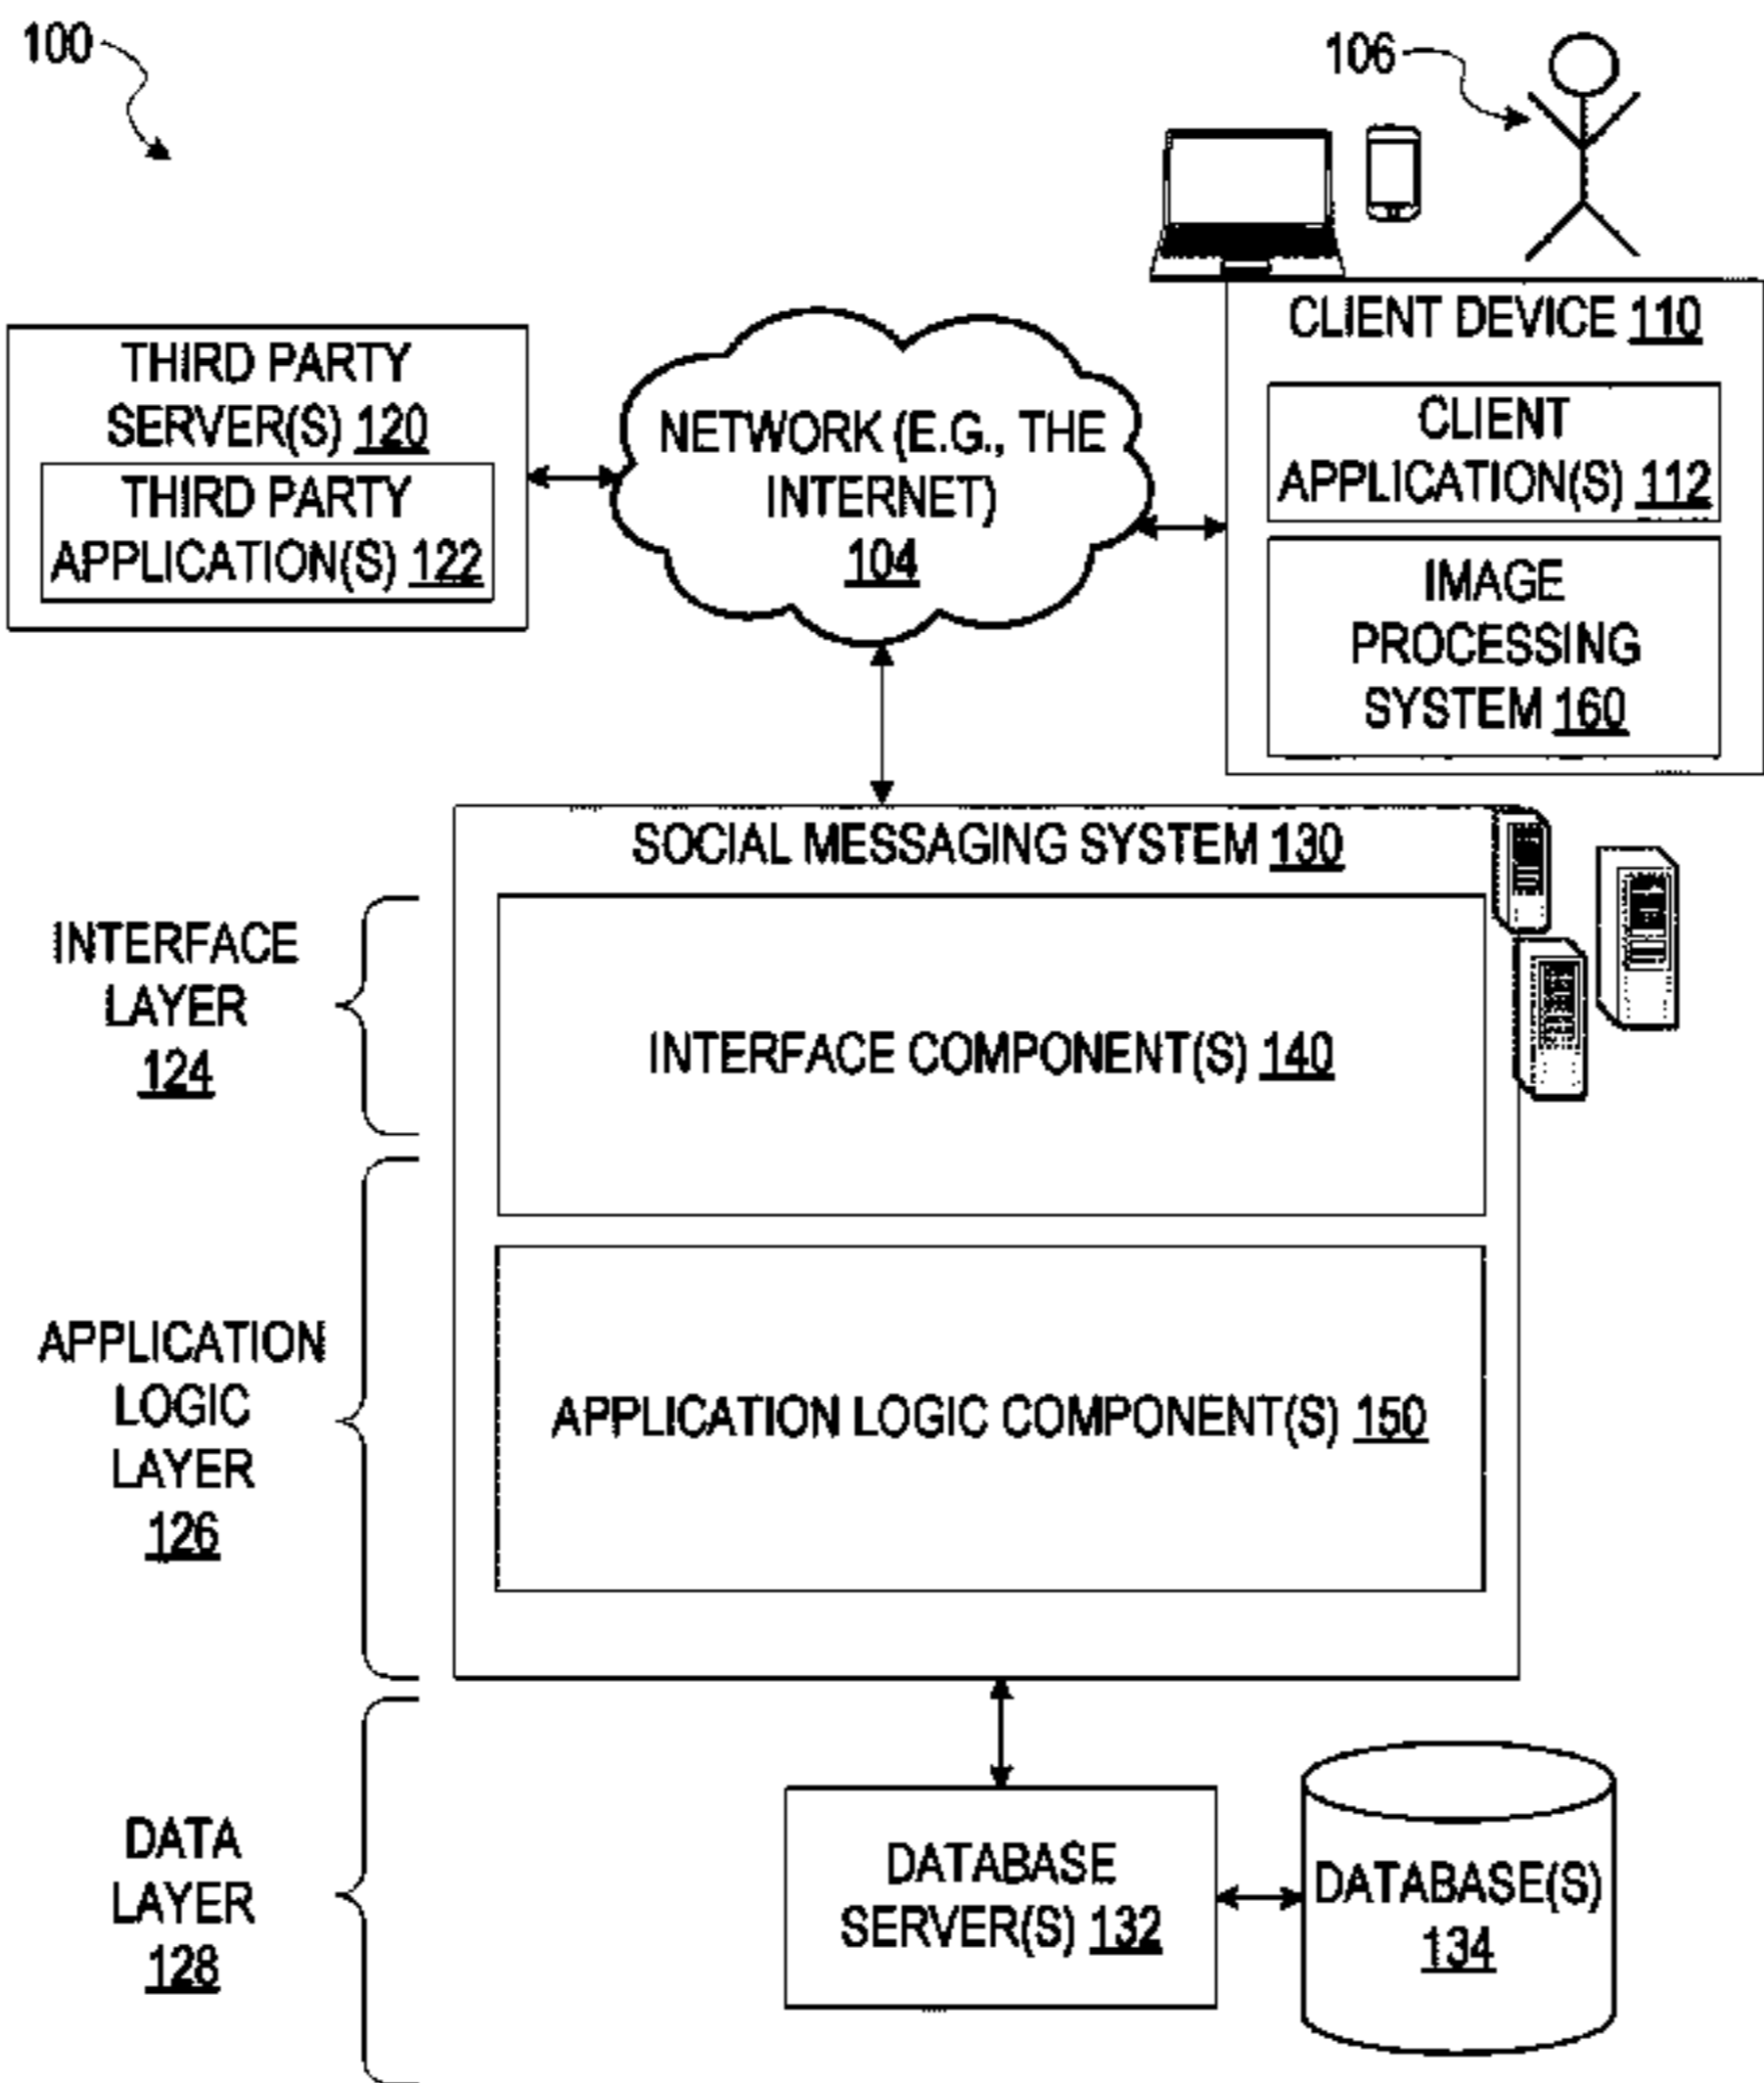 100
106
CLIENT DEVICE 110
CLIENT
APPLICATION(S) 112
IMAGE
PROCESSING
SYSTEM 160
THIRD PARTY
SERVER(S) 120
THIRD PARTY
APPLICATION(S) 122
NETWORK (E.G., THE
INTERNET)
104
SOCIAL MESSAGING SYSTEM 130
INTERFACE
LAYER
124
INTERFACE COMPONENT(S) 140
APPLICATION
LOGIC
LAYER
126
APPLICATION LOGIC COMPONENT(S) 150
DATA
LAYER
128
DATABASE
SERVER(S) 132
DATABASE(S)
134